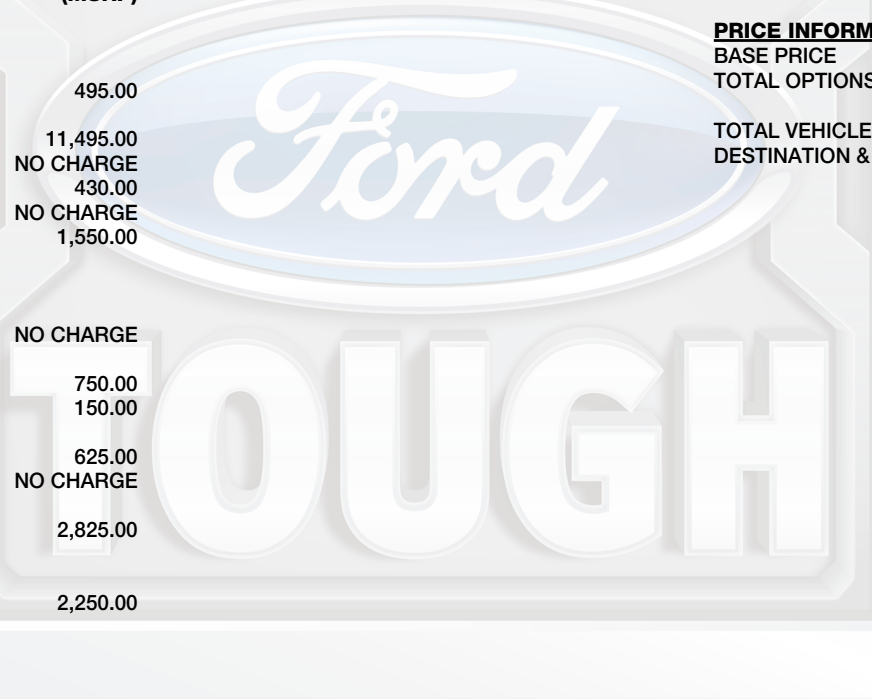 495.00
11,495.00
NO CHARGE
430.00
NO CHARGE
1,550.00
NO CHARGE
750.00
150.00
625.00
NO CHARGE
2,825.00
2,250.00
PRICE INFORM
BASE PRICE
TOTAL OPTIONS
TOTAL VEHICLE
DESTINATION &
Ford
TOUGH